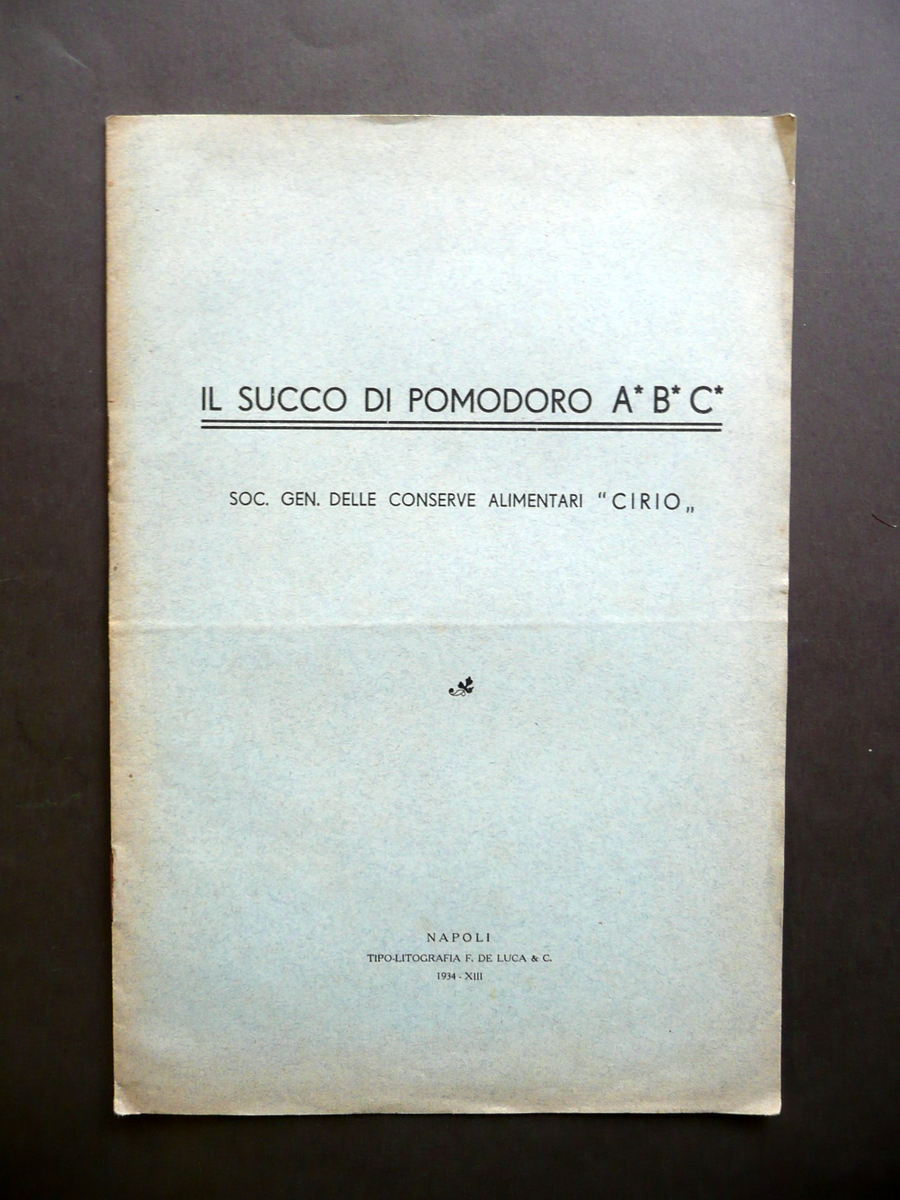 IL SUCCO DI POMODORO A* B* C*
SOC. GEN. DELLE CONSERVE ALIMENTARI "CIRIO„
NAPOLI
TIPO-LITOGRAFIA F. DE LUCA & C.
1934 - XIII